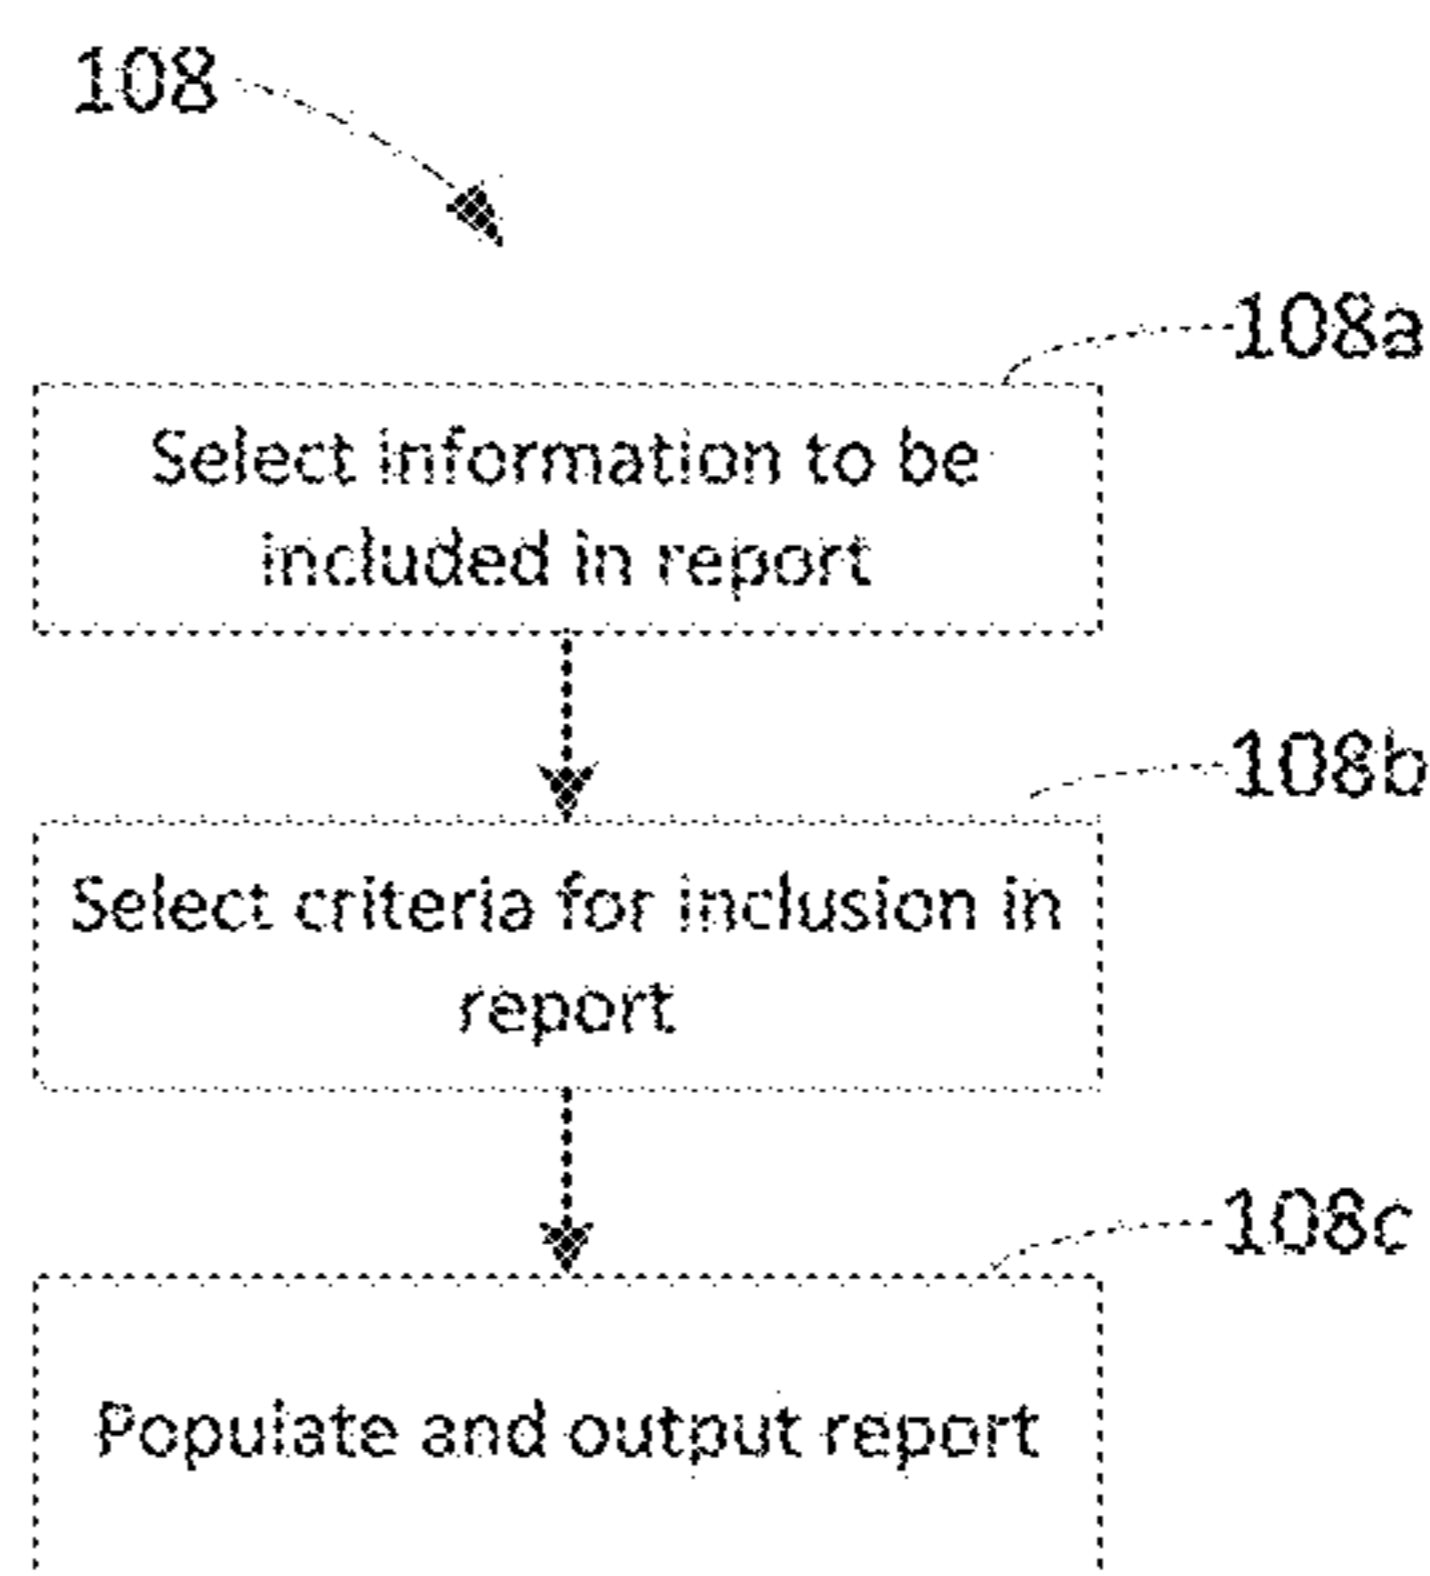 108
108a
Select information to be
included in report
108b
Select criteria for inclusion in
report
108c
Populate and output report